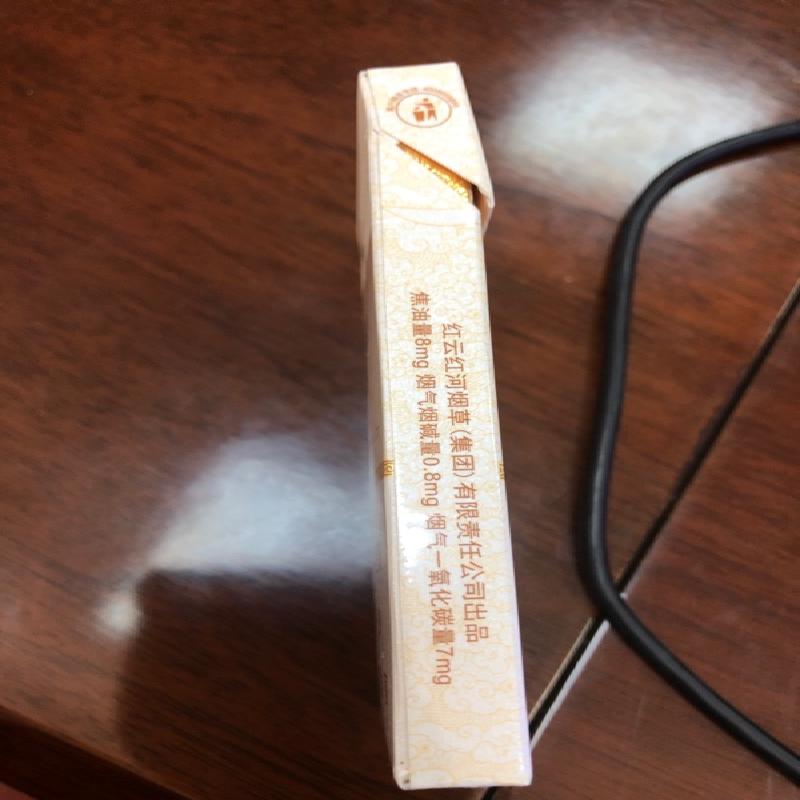 红云红河烟草(集团)有限责任公司出品
焦油量8mg 烟气烟碱量0.8mg 烟气一氧化碳量7mg